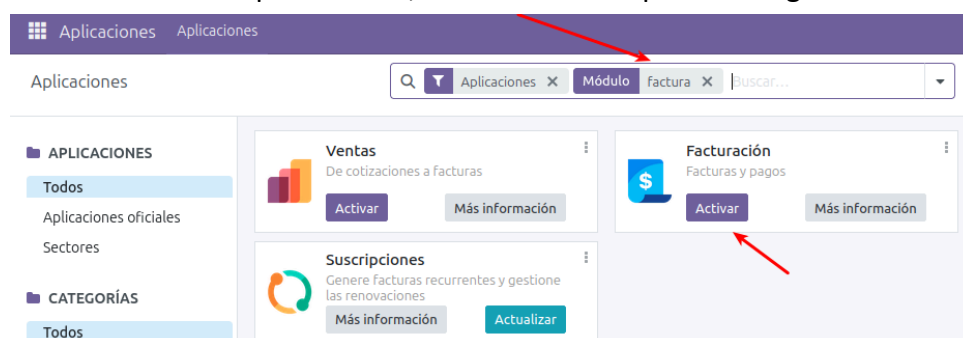 Aplicaciones Aplicaciones
Aplicaciones
Aplicaciones × Módulo factura × Buscar...
APLICACIONES
Todos
Aplicaciones oficiales
Sectores
CATEGORÍAS
Todos
Ventas
De cotizaciones a facturas
Activar Más información
Facturación
Facturas y pagos
Activar Más información
Suscripciones
Genere facturas recurrentes y gestione
las renovaciones
Más información Actualizar